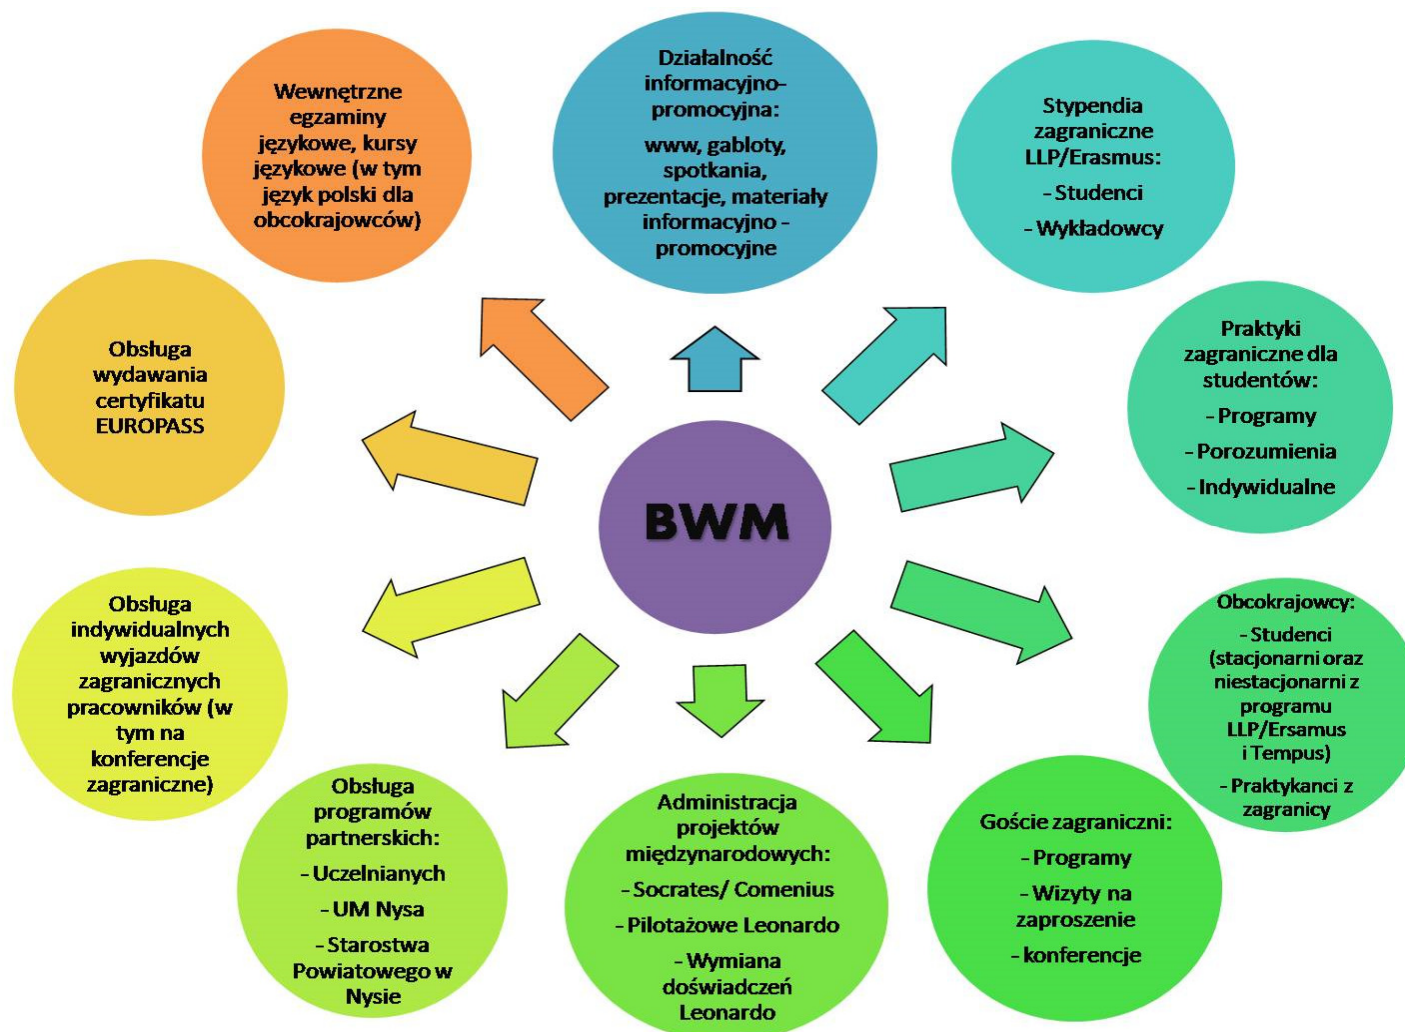 Działalność
informacyjno-
promocyjna:
www, gabloty,
spotkania,
prezentacje, materiały
informacyjno -
promocyjne
Stypendia
zagraniczne
LLP/Erasmus:
- Studenci
- Wykładowcy
Praktyki
zagraniczne dla
studentów:
- Programy
- Porozumienia
- Indywidualne
Obcokrajowcy:
- Studenci
(stacjonarni oraz
niestacjonarni z
programu
LLP/Ersamus
i Tempus)
- Praktykanci z
zagranicy
Goście zagraniczni:
- Programy
- Wizyty na
zaproszenie
- konferencje
Administracja
projektów
międzynarodowych:
- Socrates/ Comenius
- Pilotażowe Leonardo
- Wymiana
doświadczeń
Leonardo
Obsługa
programów
partnerskich:
- Uczelnianych
- UM Nysa
- Starostwa
Powiatowego w
Nysie
Obsługa
indywidualnych
wyjazdów
zagranicznych
pracowników (w
tym na
konferencje
zagraniczne)
Obsługa
wydawania
certyfikatu
EUROPASS
Wewnętrzne
egzaminy
językowe, kursy
językowe (w tym
język polski dla
obcokrajowców)
BWM